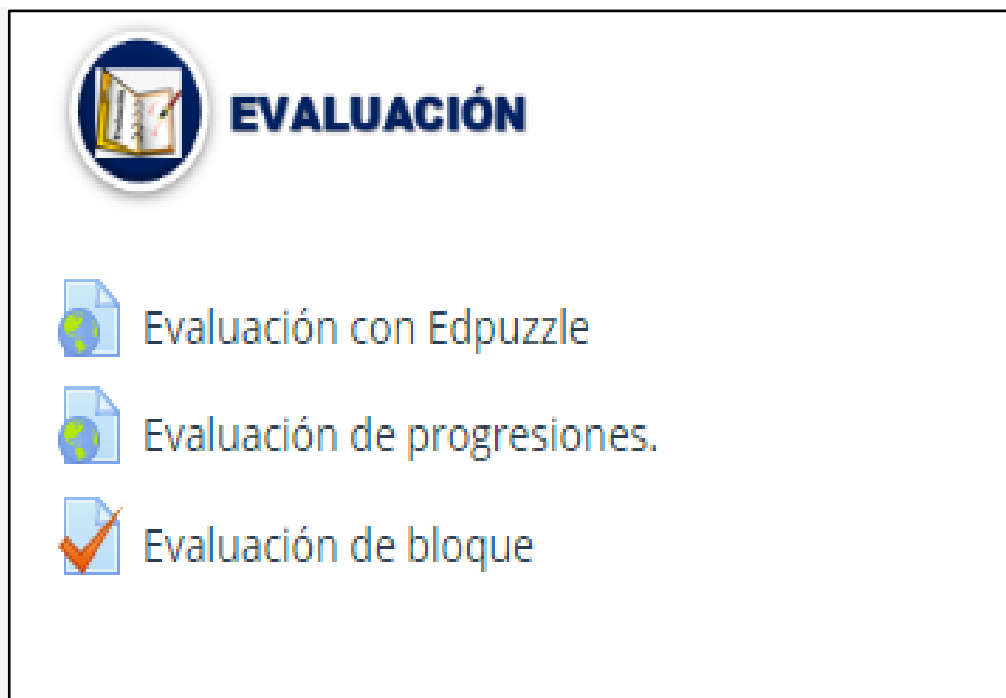 EVALUACIÓN
Evaluación con Edpuzzle
Evaluación de progresiones.
Evaluación de bloque